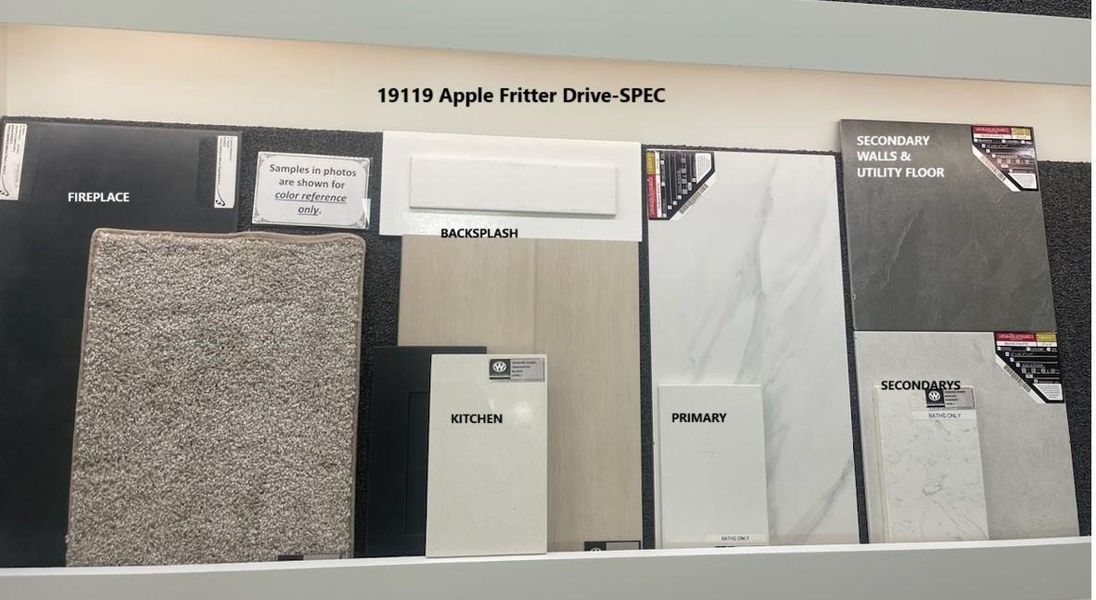 19119 Apple Fritter Drive-SPEC
FIREPLACE
Samples in photos
are shown for
color reference
only.
BACKSPLASH
KITCHEN
PRIMARY
BATHS ONLY
SECONDARY
WALLS &
UTILITY FLOOR
SECONDARYS
BATHS ONLY